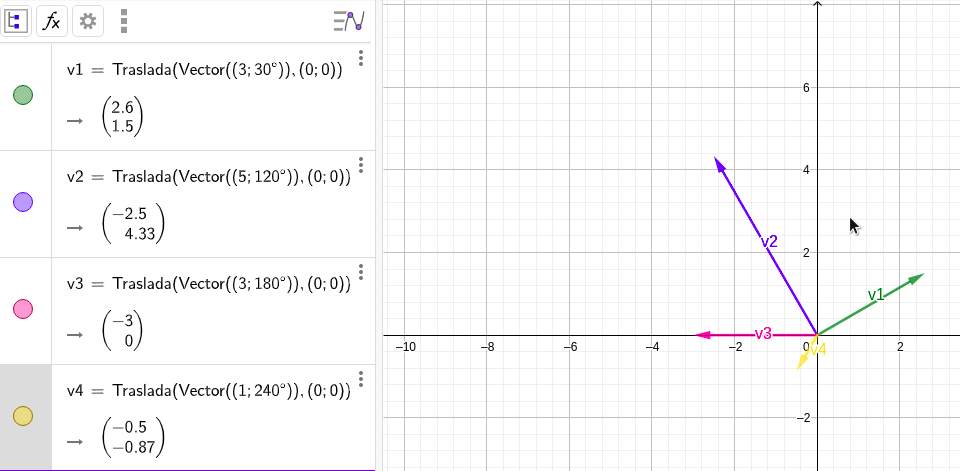 fx
v1 = Traslada(Vector((3; 30°)), (0; 0))
→ (2.6
1.5)
v2 = Traslada(Vector((5; 120°)), (0; 0))
→ (−2.5
4.33)
v3 = Traslada(Vector((3; 180°)), (0; 0))
→ (−3
0)
v4 = Traslada(Vector((1; 240°)), (0; 0))
→ (−0.5
−0.87)
6
4
v2
2
v1
v3
v4
−10 −8 −6 −4 −2 0 2
−2